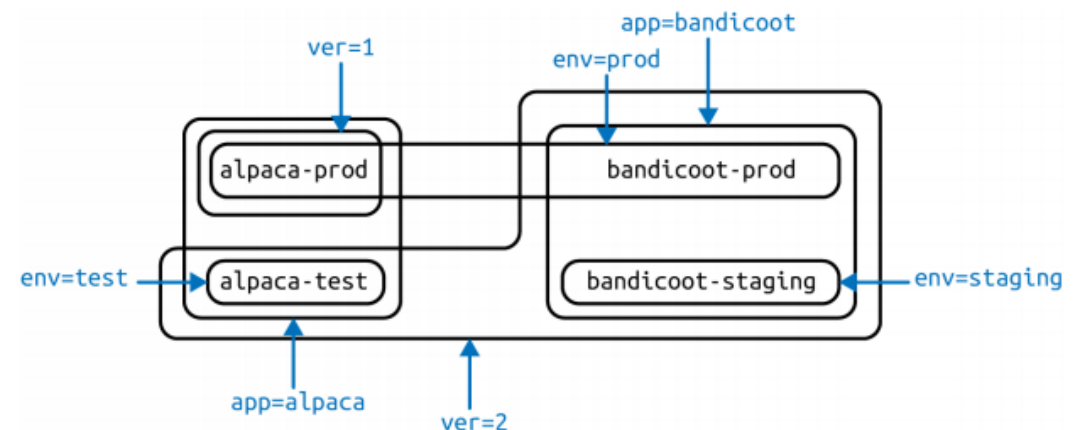 app=bandicoot
ver=1
env=prod
alpaca-prod
bandicoot-prod
env=test
alpaca-test
bandicoot-staging
env=staging
app=alpaca
ver=2